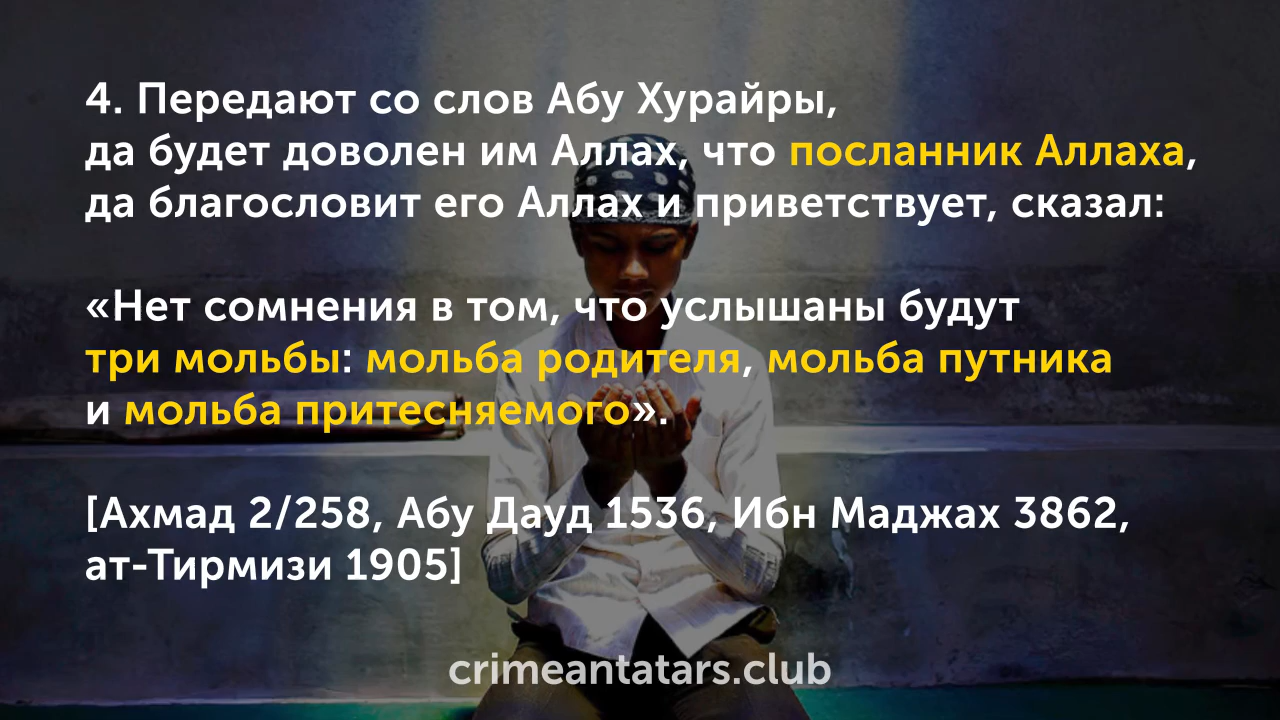 4. Передают со слов Абу Хурайры,
да будет доволен им Аллах, что посланник Аллаха,
да благословит его Аллах и приветствует, сказал:
«Нет сомнения в том, что услышаны будут
три мольбы: мольба родителя, мольба путника
и мольба притесняемого».
[Ахмад 2/258, Абу Дауд 1536, Ибн Маджах 3862,
ат-Тирмизи 1905]
crimeantatars.club